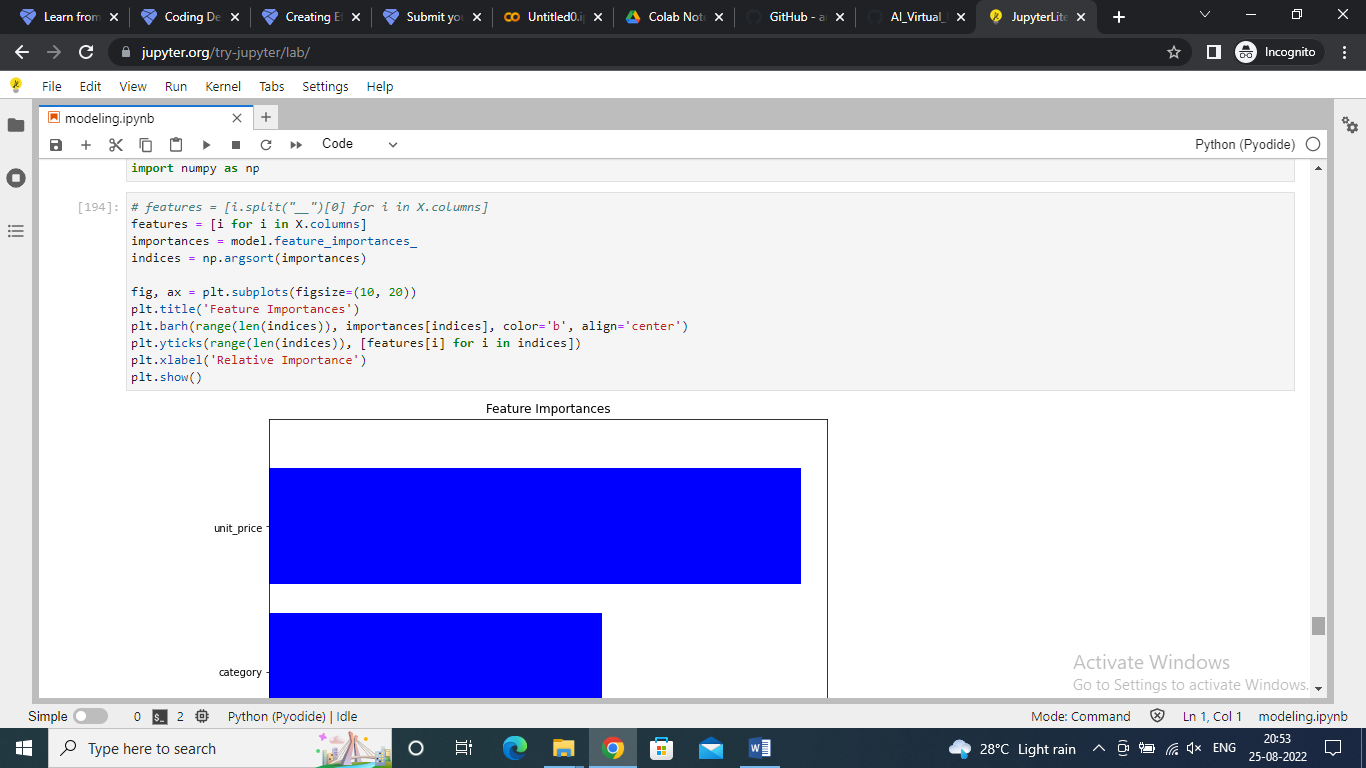 Learn from
Coding De
Creating E
Submit yo
Untitled0.i
Colab Not
GitHub - a
AI_Virtual_
JupyterLite
jupyter.org/try-jupyter/lab/
Incognito
File Edit View Run Kernel Tabs Settings Help
modeling.ipynb
Code
Python (Pyodide)
import numpy as np
[194]:
# features = [i.split("__")[0] for i in X.columns]
features = [i for i in X.columns]
importances = model.feature_importances_
indices = np.argsort(importances)
fig, ax = plt.subplots(figsize=(10, 20))
plt.title('Feature Importances')
plt.barh(range(len(indices)), importances[indices], color='b', align='center')
plt.yticks(range(len(indices)), [features[i] for i in indices])
plt.xlabel('Relative Importance')
plt.show()
Feature Importances
unit_price
category
Activate Windows
Go to Settings to activate Windows.
Simple 0 2 Python (Pyodide) | Idle
Mode: Command Ln 1, Col 1 modeling.ipynb
Type here to search
28°C Light rain
ENG
20:53
25-08-2022